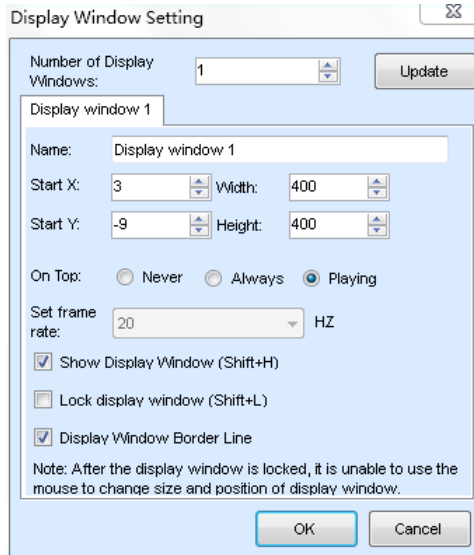 Display Window Setting
Number of Display
Windows:
1
Update
Display window 1
Name: Display window 1
Start X: 3 Width: 400
Start Y: -9 Height: 400
On Top: Never Always Playing
Set frame
rate:
20 HZ
Show Display Window (Shift+H)
Lock display window (Shift+L)
Display Window Border Line
Note: After the display window is locked, it is unable to use the
mouse to change size and position of display window.
OK Cancel